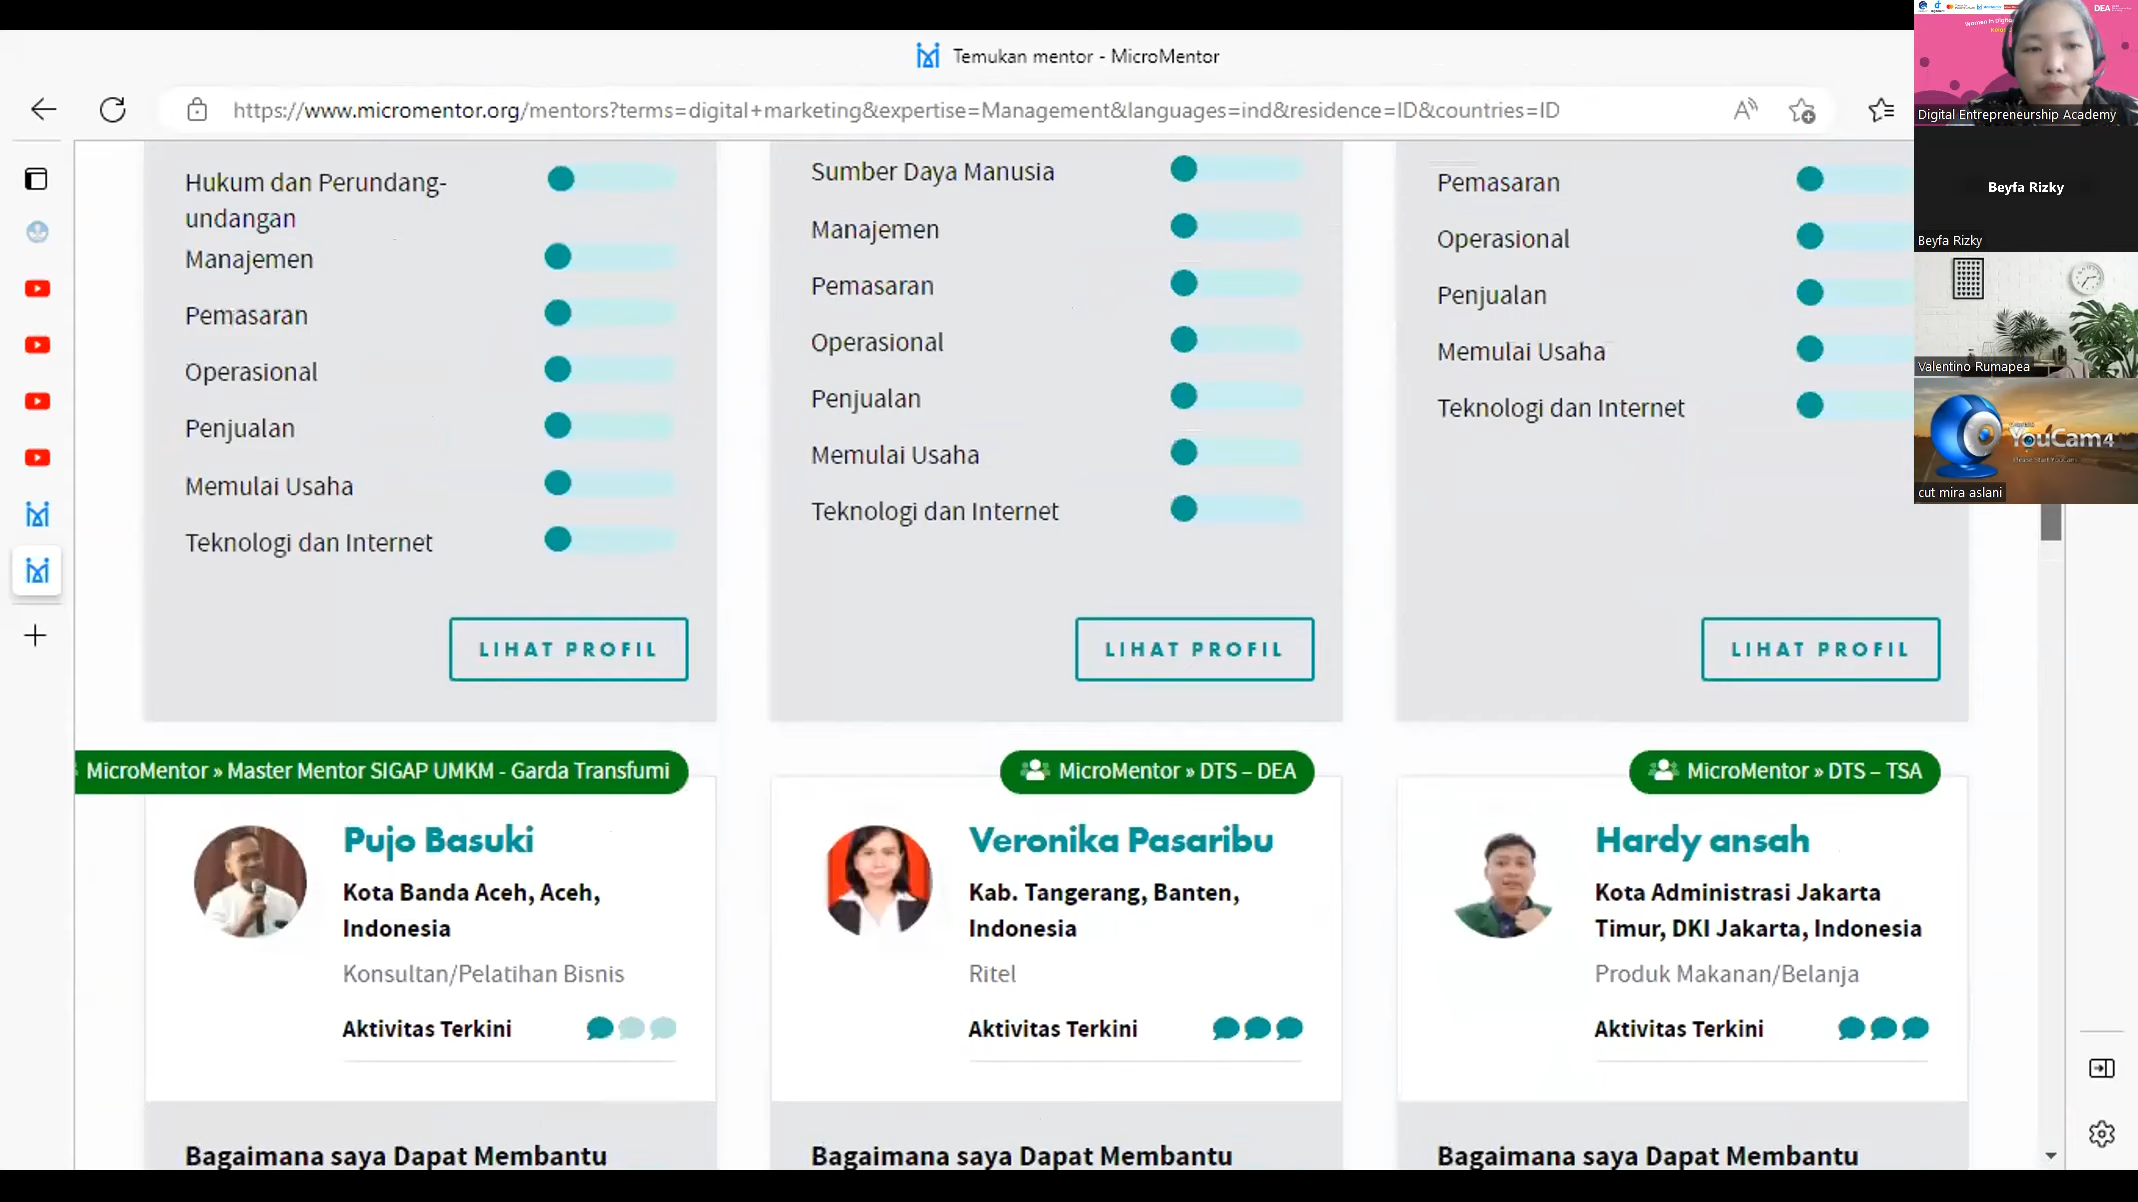 Temukan mentor - MicroMentor
https://www.micromentor.org/mentors?terms=digital+marketing&expertise=Management&languages=ind&residence=ID&countries=ID
Hukum dan Perundang-
undangan
Manajemen
Pemasaran
Operasional
Penjualan
Memulai Usaha
Teknologi dan Internet
LIHAT PROFIL
Sumber Daya Manusia
Manajemen
Pemasaran
Operasional
Penjualan
Memulai Usaha
Teknologi dan Internet
LIHAT PROFIL
Pemasaran
Operasional
Penjualan
Memulai Usaha
Teknologi dan Internet
LIHAT PROFIL
MicroMentor » Master Mentor SIGAP UMKM - Garda Transfumi
Pujo Basuki
Kota Banda Aceh, Aceh,
Indonesia
Konsultan/Pelatihan Bisnis
Aktivitas Terkini
Bagaimana saya Dapat Membantu
MicroMentor » DTS – DEA
Veronika Pasaribu
Kab. Tangerang, Banten,
Indonesia
Ritel
Aktivitas Terkini
Bagaimana saya Dapat Membantu
MicroMentor » DTS – TSA
Hardy ansah
Kota Administrasi Jakarta
Timur, DKI Jakarta, Indonesia
Produk Makanan/Belanja
Aktivitas Terkini
Bagaimana saya Dapat Membantu
DEA
Digital Entrepreneurship Academy
Beyfa Rizky
Beyfa Rizky
Valentino Rumapea
YouCam4
cut mira aslani